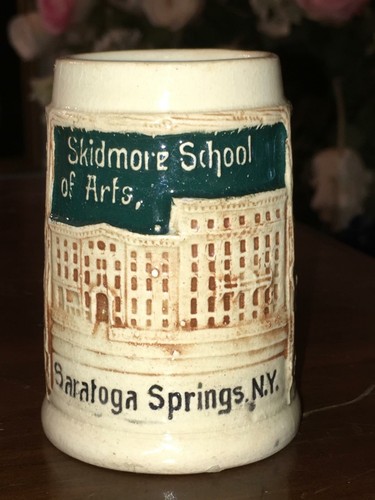 Skidmore School
of Arts,
Saratoga Springs, N.Y.